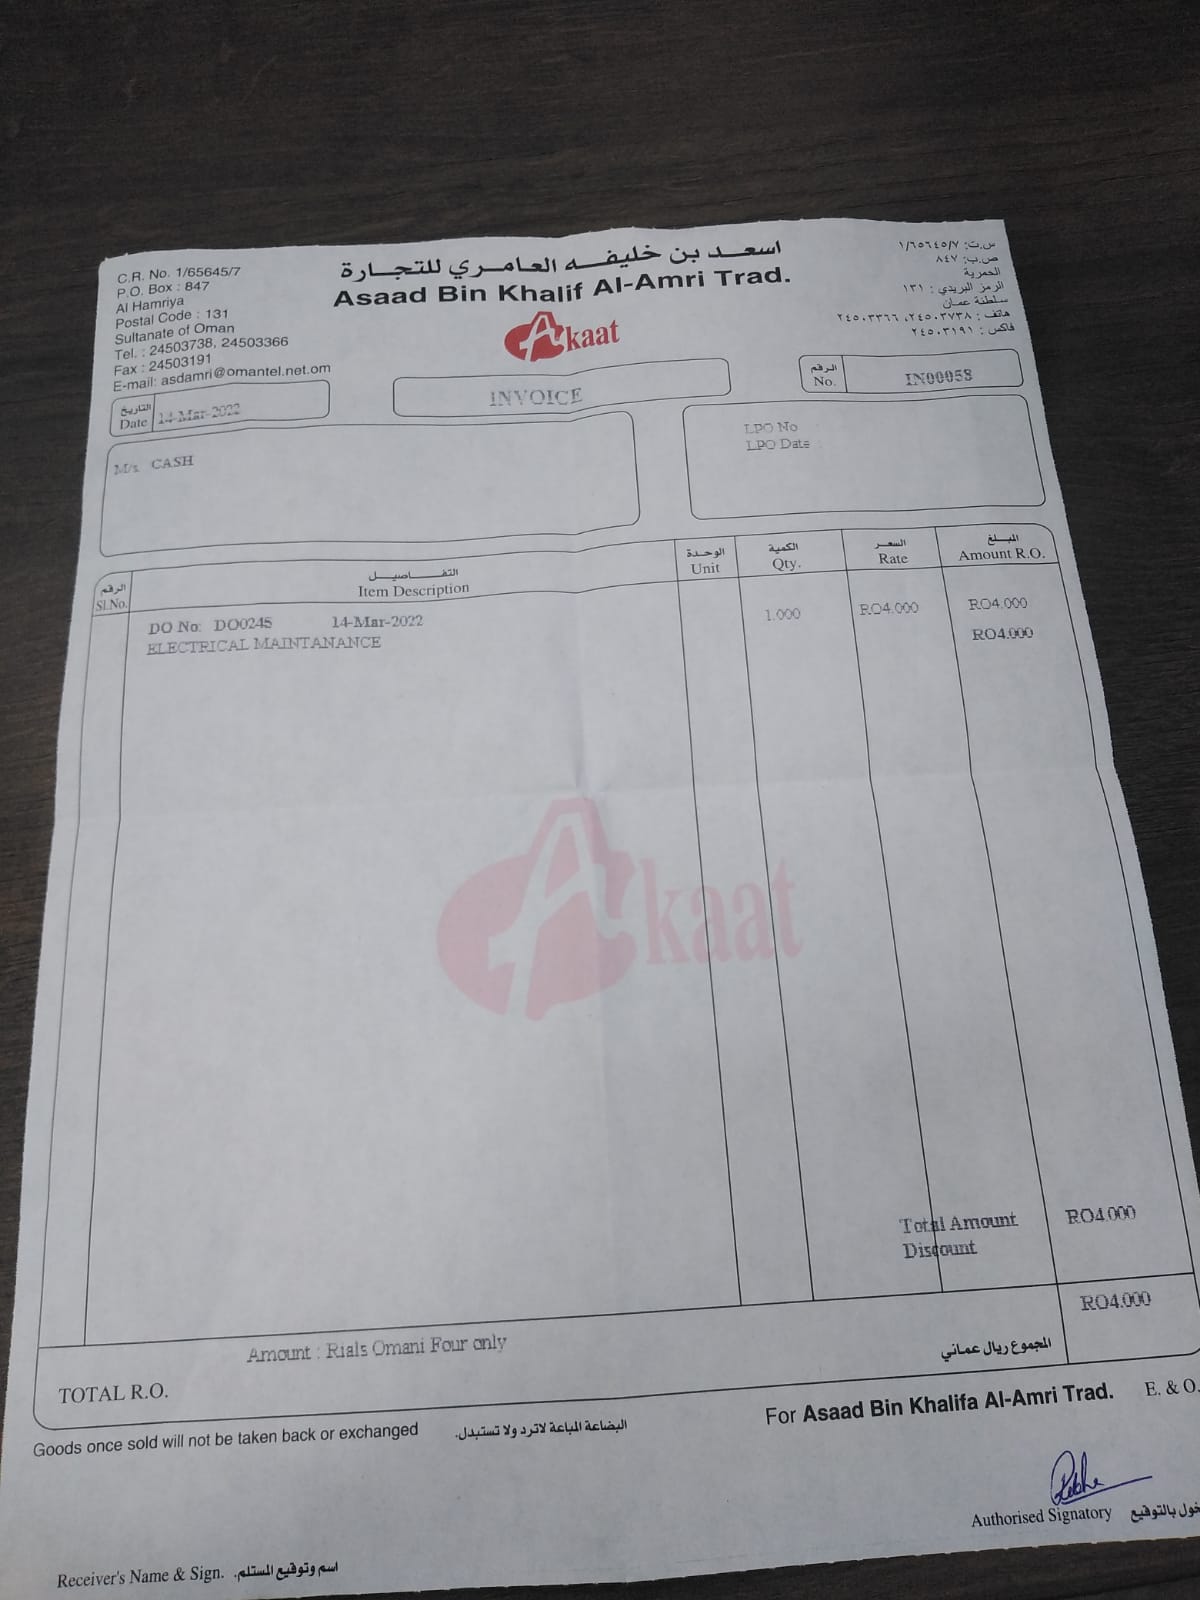 C.R. No. 1/65645/7
P.O. Box : 847
Al Hamriya
Postal Code : 131
Sultanate of Oman
Tel. : 24503738, 24503366
Fax : 24503191
E-mail: asdamri@omantel.net.om
اسعد بن خليفه العامري للتجارة
Asaad Bin Khalif Al-Amri Trad.
Akaat
س.ت: ١/٦٥٦٤٥/٧
ص.ب: ٨٤٧
الحمرية
الرمز البريدي : ١٣١
سلطنة عمان
هاتف : ٢٤٥٠٣٧٣٨، ٢٤٥٠٣٣٦٦
فاكس : ٢٤٥٠٣١٩١
التاريخ
Date 14-Mar-2022
INVOICE
الرقم
No. IN00058
M/s. CASH
LPO No :
LPO Date :
الرقم التفاصيل الوحدة الكمية السعر المبلغ
Sl.No. Item Description Unit Qty. Rate Amount R.O.
DO No: DO0245 14-Mar-2022 1.000 RO4.000 RO4.000
ELECTRICAL MAINTANANCE RO4.000
Akaat
Total Amount RO4.000
Discount
RO4.000
Amount : Rials Omani Four only
TOTAL R.O. المجموع ريال عماني
Goods once sold will not be taken back or exchanged البضاعة المباعة لاترد ولا تستبدل.
For Asaad Bin Khalifa Al-Amri Trad. E. & O.
Authorised Signatory خول بالتوقيع
Receiver's Name & Sign. اسم وتوقيع المستلم.